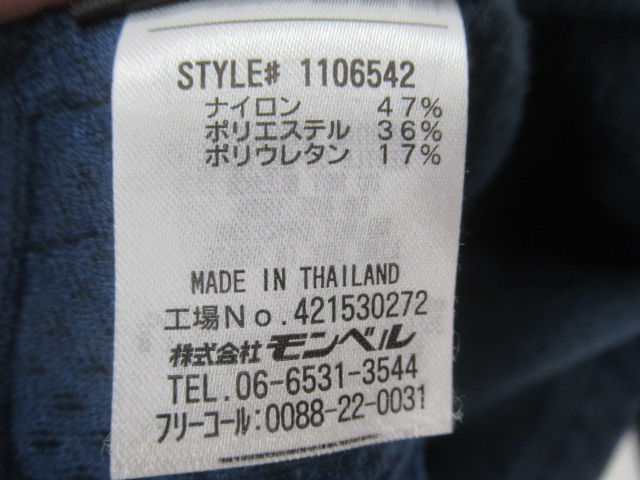 STYLE# 1106542
ナイロン 47%
ポリエステル 36%
ポリウレタン 17%
MADE IN THAILAND
工場No.421530272
株式会社 モンベル
TEL.06-6531-3544
フリーコール:0088-22-0031